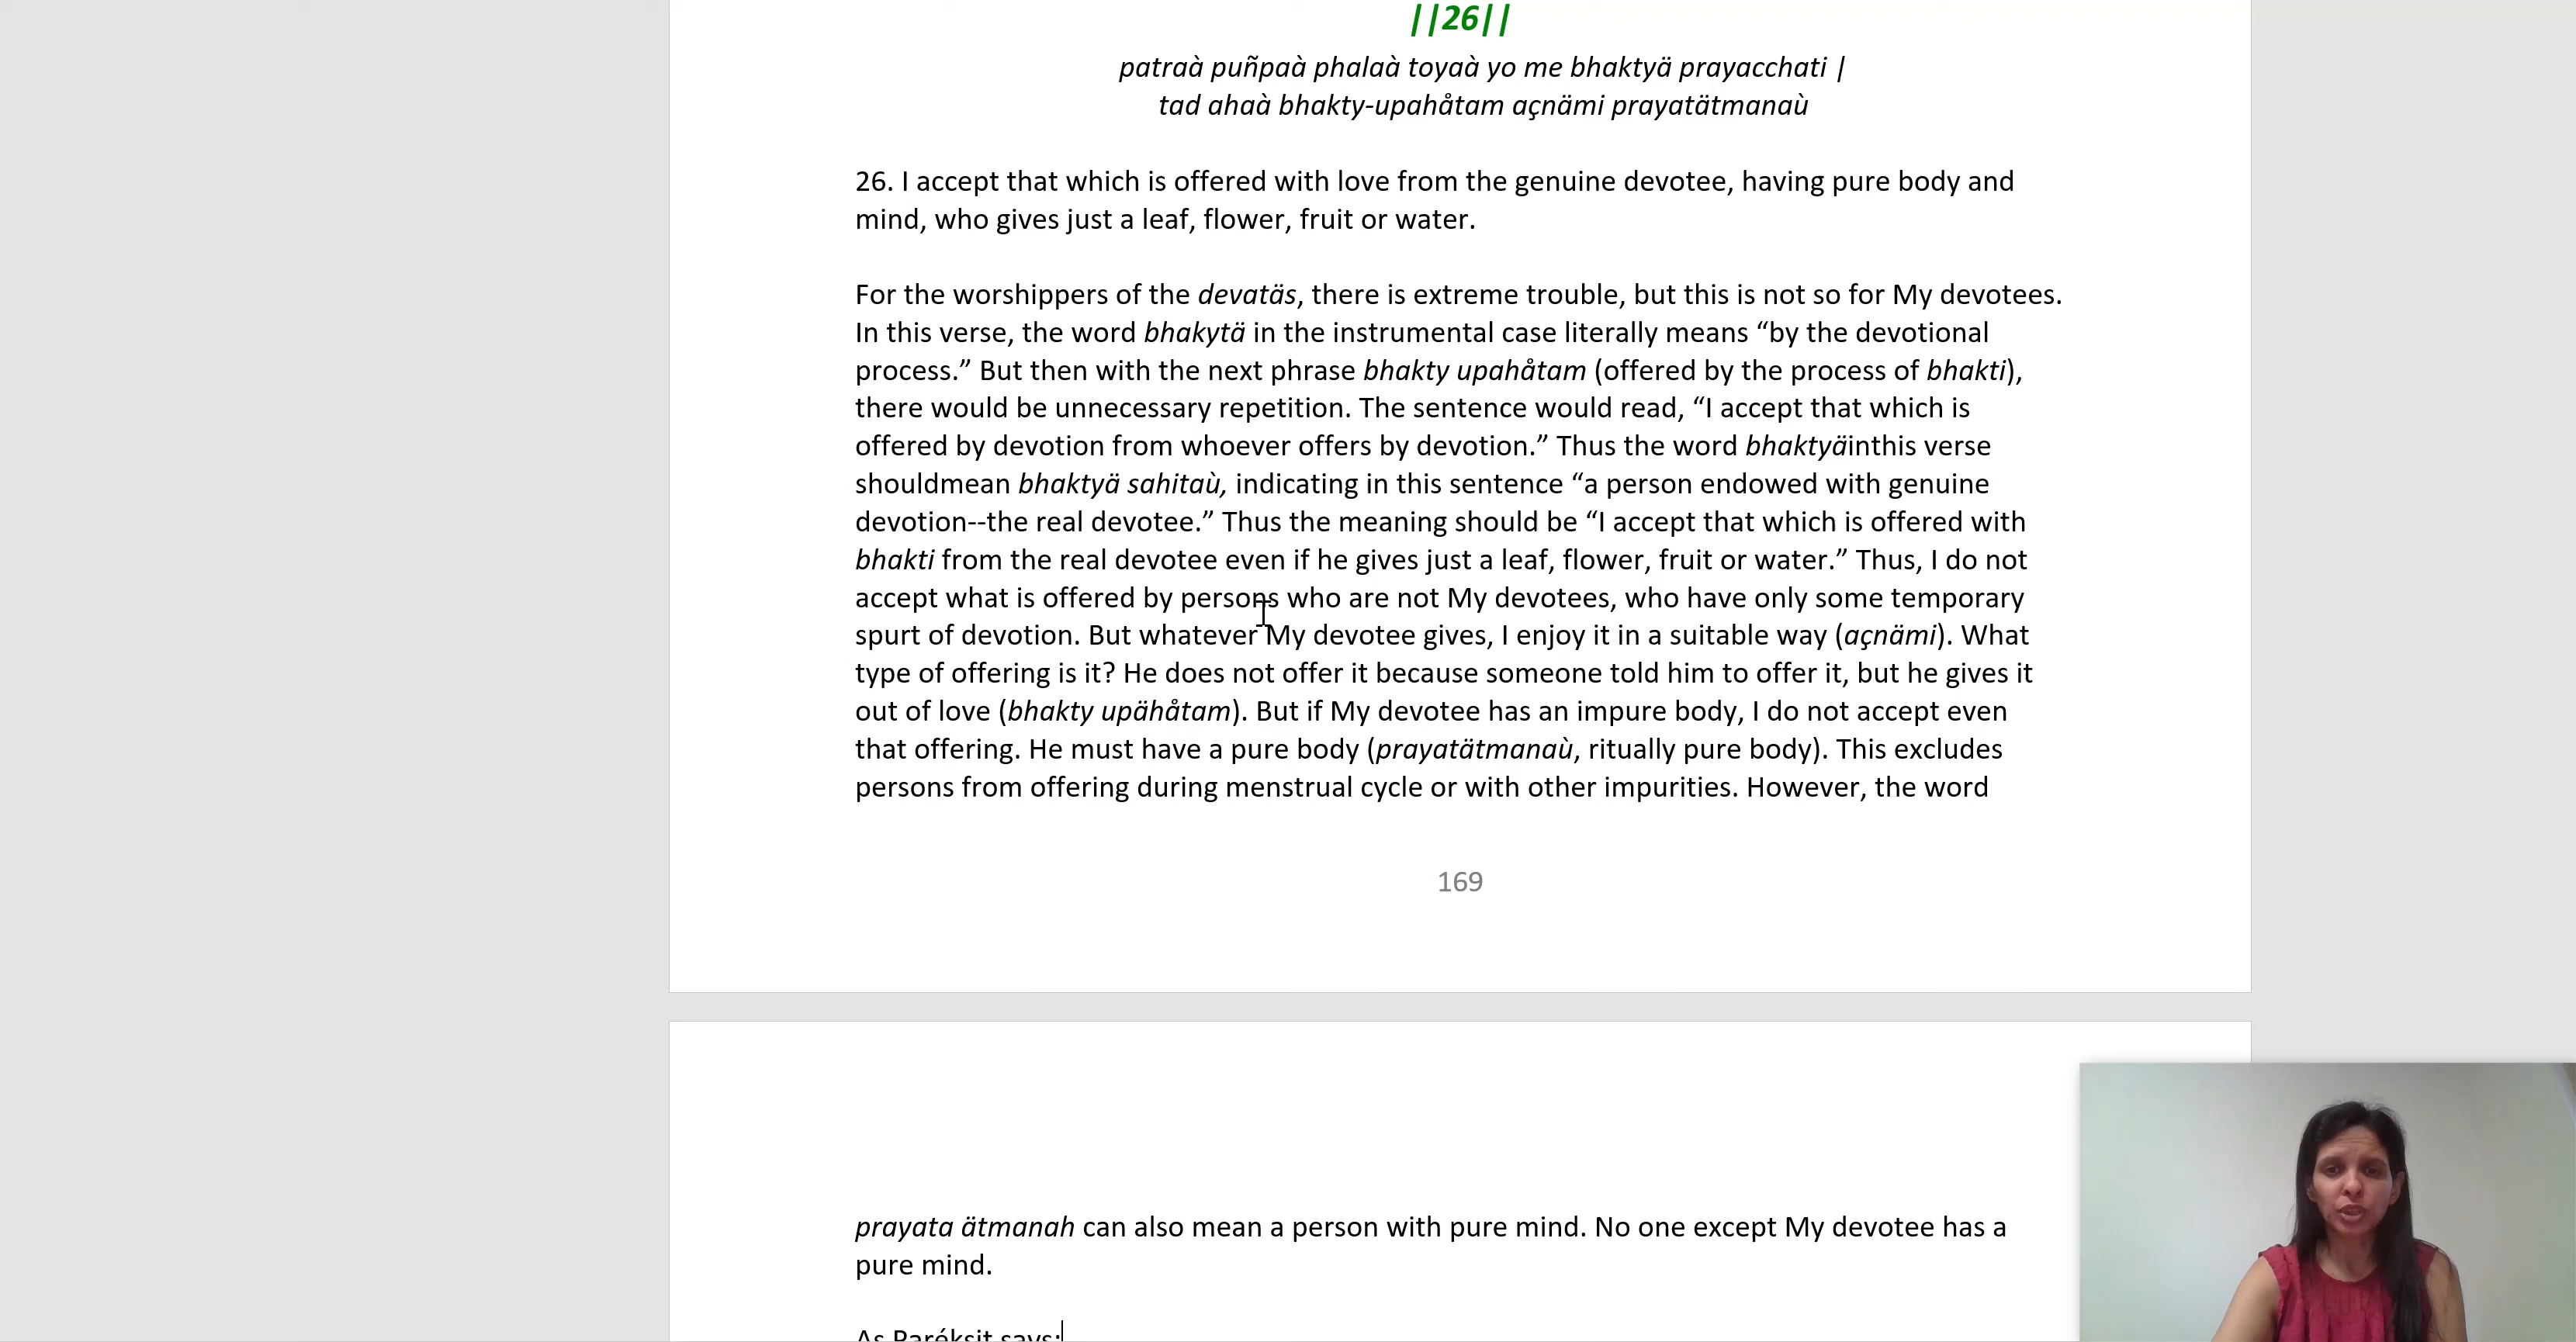 ||26||
patraà puñpaà phalaà toyaà yo me bhaktyä prayacchati |
tad ahaà bhakty-upahåtam açnämi prayatätmanaù
26. I accept that which is offered with love from the genuine devotee, having pure body and
mind, who gives just a leaf, flower, fruit or water.
For the worshippers of the devatäs, there is extreme trouble, but this is not so for My devotees.
In this verse, the word bhakytä in the instrumental case literally means “by the devotional
process.” But then with the next phrase bhakty upahåtam (offered by the process of bhakti),
there would be unnecessary repetition. The sentence would read, “I accept that which is
offered by devotion from whoever offers by devotion.” Thus the word bhaktyäinthis verse
shouldmean bhaktyä sahitaù, indicating in this sentence “a person endowed with genuine
devotion--the real devotee.” Thus the meaning should be “I accept that which is offered with
bhakti from the real devotee even if he gives just a leaf, flower, fruit or water.” Thus, I do not
accept what is offered by persons who are not My devotees, who have only some temporary
spurt of devotion. But whatever My devotee gives, I enjoy it in a suitable way (açnämi). What
type of offering is it? He does not offer it because someone told him to offer it, but he gives it
out of love (bhakty upähåtam). But if My devotee has an impure body, I do not accept even
that offering. He must have a pure body (prayatätmanaù, ritually pure body). This excludes
persons from offering during menstrual cycle or with other impurities. However, the word
169
prayata ätmanah can also mean a person with pure mind. No one except My devotee has a
pure mind.
As Parékṣit says: